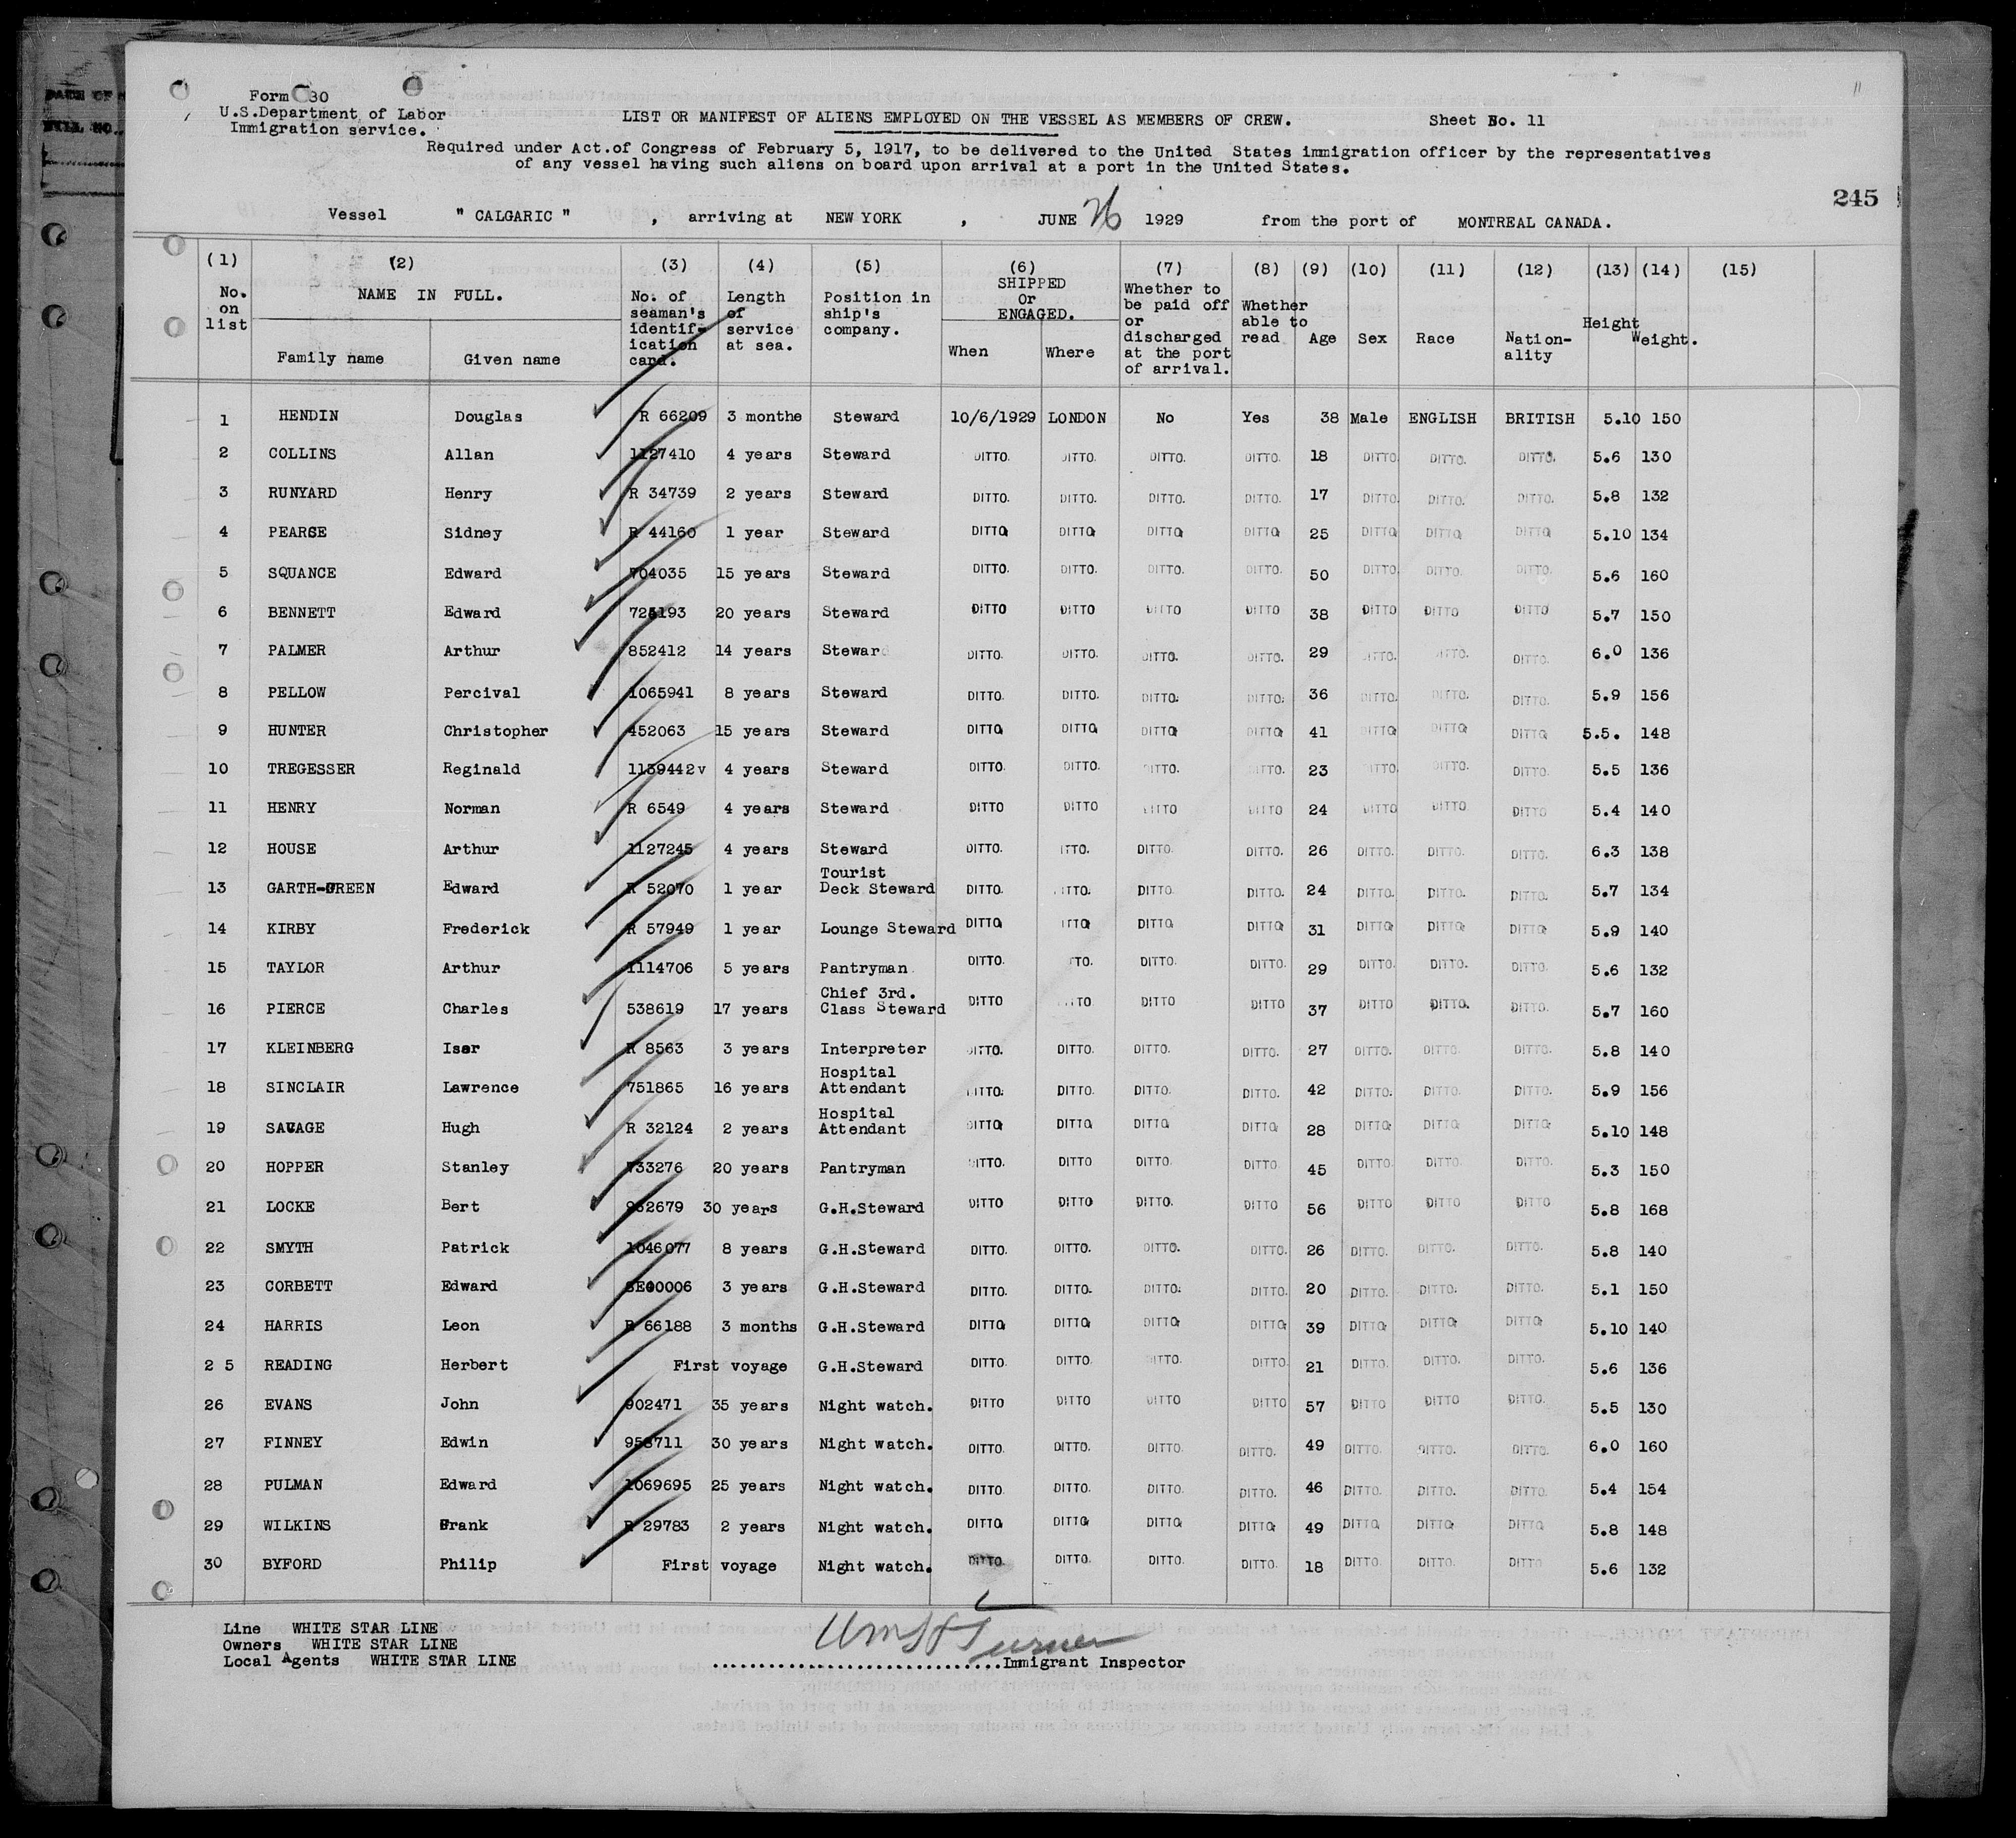 11
Form 30
U.S.Department of Labor
Immigration service.
LIST OR MANIFEST OF ALIENS EMPLOYED ON THE VESSEL AS MEMBERS OF CREW. Sheet No. 11
Required under Act.of Congress of February 5, 1917, to be delivered to the United States immigration officer by the representatives
of any vessel having such aliens on board upon arrival at a port in the United States.
245
Vessel " CALGARIC " , arriving at NEW YORK , JUNE 26 1929 from the port of MONTREAL CANADA.
(1) (2) (3) (4) (5) (6) (7) (8) (9) (10) (11) (12) (13) (14) (15)
No. on list
NAME IN FULL.
Family name Given name
No. of seaman's identif-ication card.
Length of service at sea.
Position in ship's company.
SHIPPED Or ENGAGED.
When Where
Whether to be paid off or discharged at the port of arrival.
Whether able to read
Age Sex Race Nation-ality Height Weight.
1 HENDIN Douglas R 66209 3 monthe Steward 10/6/1929 LONDON No Yes 38 Male ENGLISH BRITISH 5.10 150
2 COLLINS Allan 1127410 4 years Steward DITTO. DITTO. DITTO. DITTO. 18 DITTO. DITTO. DITTO. 5.6 130
3 RUNYARD Henry R 34739 2 years Steward DITTO. DITTO. DITTO. DITTO. 17 DITTO. DITTO. DITTO. 5.8 132
4 PEARSE Sidney R 44160 1 year Steward DITTO DITTO DITTO DITTO 25 DITTO DITTO DITTO 5.10 134
5 SQUANCE Edward 704035 15 years Steward DITTO. DITTO. DITTO. DITTO. 50 DITTO. DITTO. DITTO. 5.6 160
6 BENNETT Edward 20 years Steward DITTO DITTO DITTO DITTO 38 DITTO DITTO DITTO 5.7 150
7 PALMER Arthur 852412 14 years Steward DITTO. DITTO. DITTO. DITTO. 29 DITTO. DITTO. DITTO. 6.0 136
8 PELLOW Percival 1065941 8 years Steward DITTO. DITTO. DITTO. DITTO. 36 DITTO. DITTO. DITTO. 5.9 156
9 HUNTER Christopher 452063 15 years Steward DITTO DITTO DITTO DITTO 41 DITTO DITTO DITTO 5.5. 148
10 TREGESSER Reginald 1139442v 4 years Steward DITTO. DITTO. DITTO. DITTO. 23 DITTO. DITTO. DITTO. 5.5 136
11 HENRY Norman R 6549 4 years Steward DITTO DITTO DITTO DITTO 24 DITTO DITTO DITTO 5.4 140
12 HOUSE Arthur 1127245 4 years Steward DITTO. DITTO. DITTO. DITTO. 26 DITTO. DITTO. DITTO. 6.3 138
13 GARTH-GREEN Edward R 52070 1 year Tourist Deck Steward DITTO. DITTO. DITTO. DITTO. 24 DITTO. DITTO. DITTO. 5.7 134
14 KIRBY Frederick R 57949 1 year Lounge Steward DITTO DITTO DITTO DITTO 31 DITTO DITTO DITTO 5.9 140
15 TAYLOR Arthur 1114706 5 years Pantryman. DITTO. DITTO. DITTO. DITTO. 29 DITTO. DITTO. DITTO. 5.6 132
16 PIERCE Charles 538619 17 years Chief 3rd. Class Steward DITTO DITTO DITTO DITTO 37 DITTO DITTO. DITTO. 5.7 160
17 KLEINBERG Iser R 8563 3 years Interpreter DITTO. DITTO. DITTO. DITTO. 27 DITTO. DITTO. DITTO. 5.8 140
18 SINCLAIR Lawrence 751865 16 years Hospital Attendant DITTO. DITTO. DITTO. DITTO. 42 DITTO. DITTO. DITTO. 5.9 156
19 SAVAGE Hugh R 32124 2 years Hospital Attendant DITTO DITTO DITTO DITTO 28 DITTO DITTO DITTO 5.10 148
20 HOPPER Stanley 733276 20 years Pantryman DITTO. DITTO DITTO. DITTO 45 DITTO. DITTO. DITTO. 5.3 150
21 LOCKE Bert 932679 30 years G.H.Steward DITTO DITTO DITTO. DITTO 56 DITTO DITTO DITTO 5.8 168
22 SMYTH Patrick 1046077 8 years G.H.Steward DITTO. DITTO. DITTO. DITTO. 26 DITTO. DITTO. DITTO. 5.8 140
23 CORBETT Edward 3 years G.H.Steward DITTO. DITTO. DITTO. DITTO. 20 DITTO. DITTO. DITTO. 5.1 150
24 HARRIS Leon R 66188 3 months G.H.Steward DITTO DITTO DITTO DITTO 39 DITTO DITTO DITTO 5.10 140
2 5 READING Herbert First voyage G.H.Steward DITTO. DITTO. DITTO. DITTO. 21 DITTO. DITTO. DITTO. 5.6 136
26 EVANS John 902471 35 years Night watch. DITTO DITTO DITTO DITTO 57 DITTO DITTO DITTO. 5.5 130
27 FINNEY Edwin 30 years Night watch. DITTO. DITTO. DITTO. DITTO. 49 DITTO. DITTO. DITTO. 6.0 160
28 PULMAN Edward 1069695 25 years Night watch. DITTO. DITTO. DITTO. DITTO. 46 DITTO. DITTO. DITTO. 5.4 154
29 WILKINS Frank R 29783 2 years Night watch. DITTO DITTO DITTO DITTO 49 DITTO DITTO DITTO 5.8 148
30 BYFORD Philip First voyage Night watch. DITTO. DITTO. DITTO. DITTO. 18 DITTO. DITTO. DITTO 5.6 132
Line WHITE STAR LINE
Owners WHITE STAR LINE
Local Agents WHITE STAR LINE
Turner
Immigrant Inspector